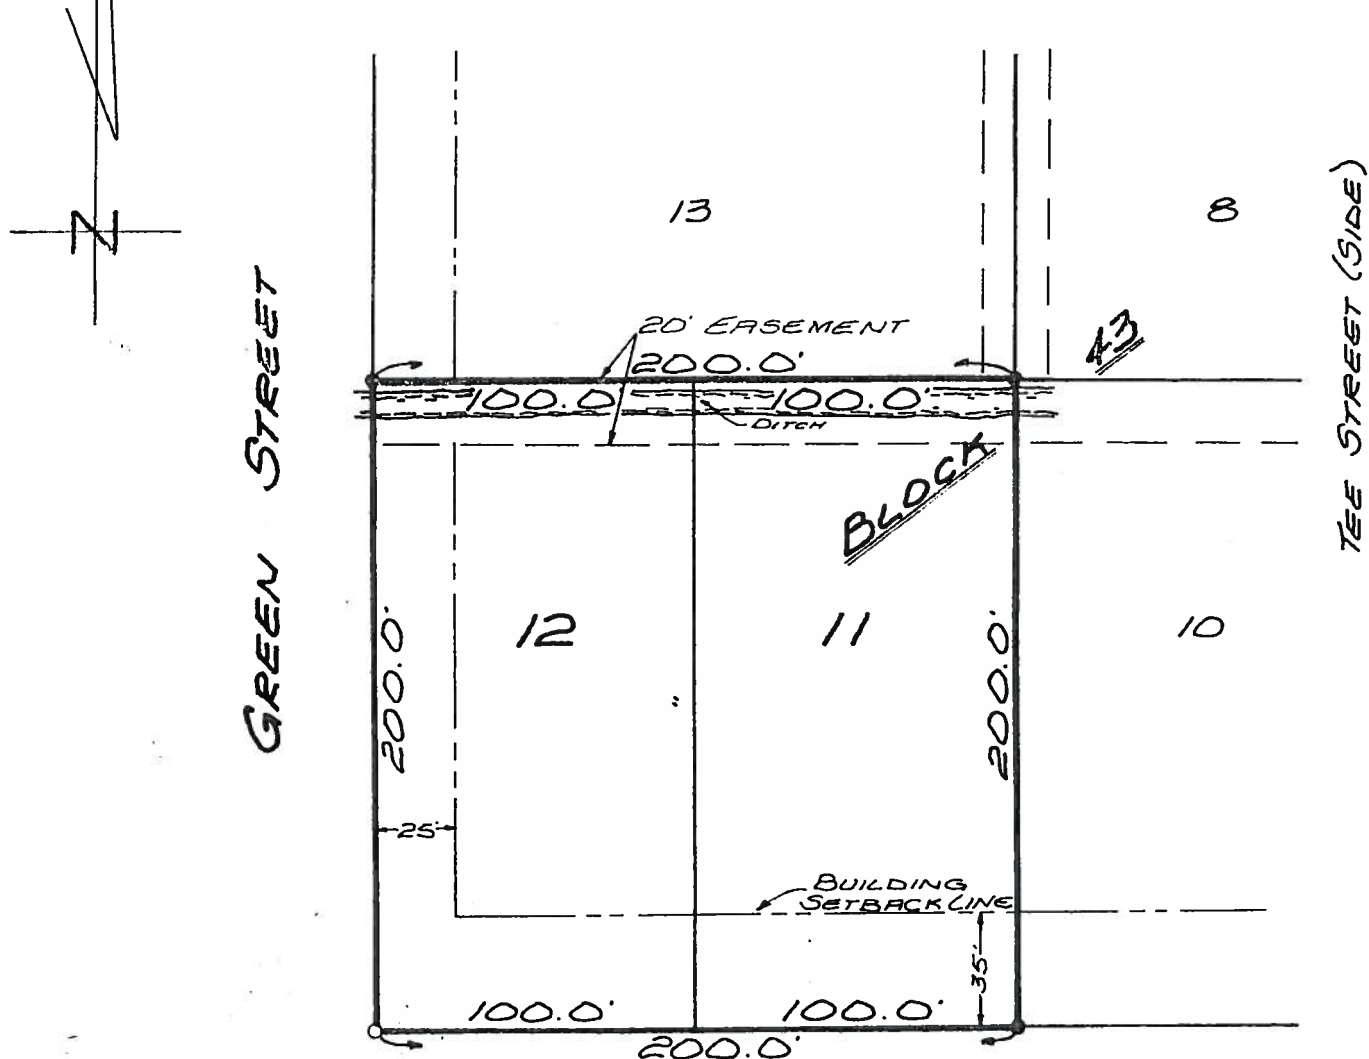 N
13
8
TEE STREET (SIDE)
GREEN STREET
20' EASEMENT
200.0'
43
100.0'
100.0'
DITCH
BLOCK
12
11
10
200.0'
200.0'
25'
BUILDING
SETBACK LINE
35'
100.0'
100.0'
200.0'